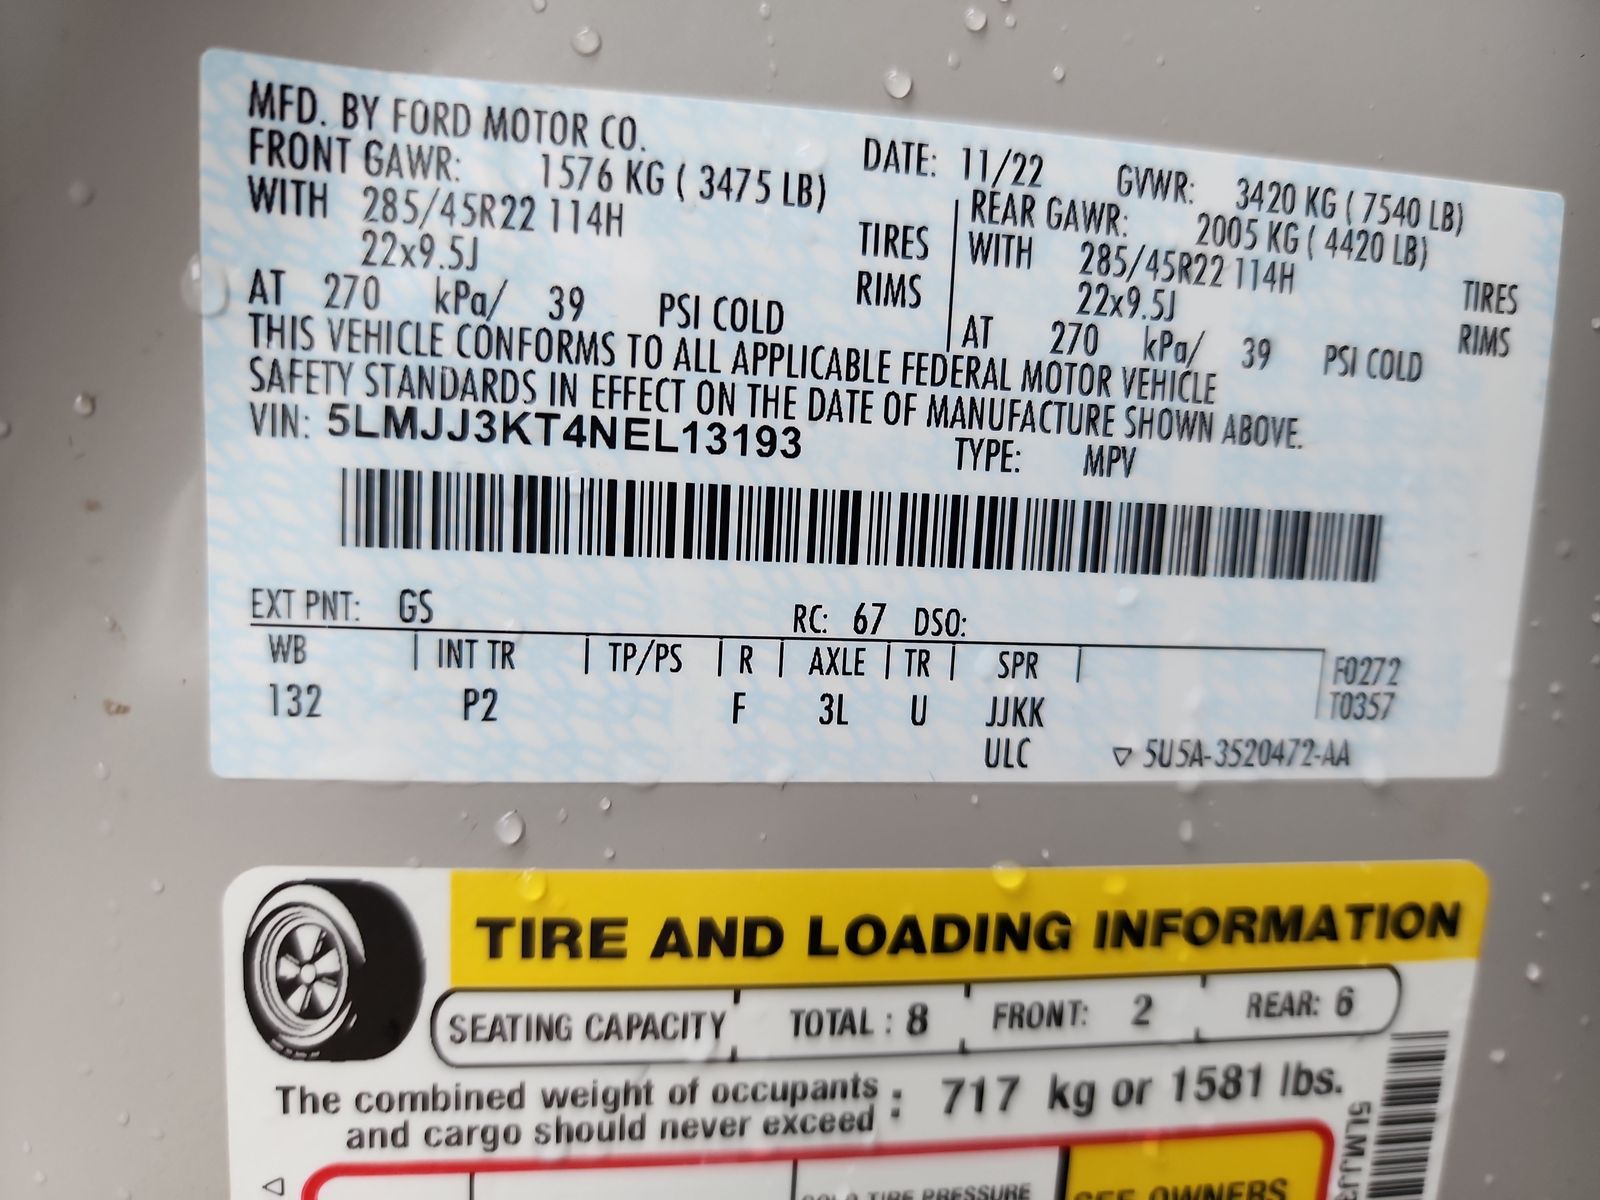 MFD. BY FORD MOTOR CO. DATE: 11/22 GVWR: 3420 KG ( 7540 LB)
FRONT GAWR: 1576 KG ( 3475 LB) REAR GAWR: 2005 KG ( 4420 LB)
WITH 285/45R22 114H TIRES WITH 285/45R22 114H TIRES
22x9.5J RIMS 22x9.5J RIMS
AT 270 kPa/ 39 PSI COLD AT 270 kPa/ 39 PSI COLD
THIS VEHICLE CONFORMS TO ALL APPLICABLE FEDERAL MOTOR VEHICLE
SAFETY STANDARDS IN EFFECT ON THE DATE OF MANUFACTURE SHOWN ABOVE.
VIN: 5LMJJ3KT4NEL13193 TYPE: MPV
EXT PNT: GS RC: 67 DSO:
WB | INT TR | TP/PS | R | AXLE | TR | SPR | F0272
132 P2 F 3L U JJKK T0357
ULC ▽ 5U5A-3520472-AA
TIRE AND LOADING INFORMATION
SEATING CAPACITY TOTAL : 8 FRONT: 2 REAR: 6
The combined weight of occupants
and cargo should never exceed : 717 kg or 1581 lbs.
5LMJJ3
COLD TIRE PRESSURE
SEE OWNERS